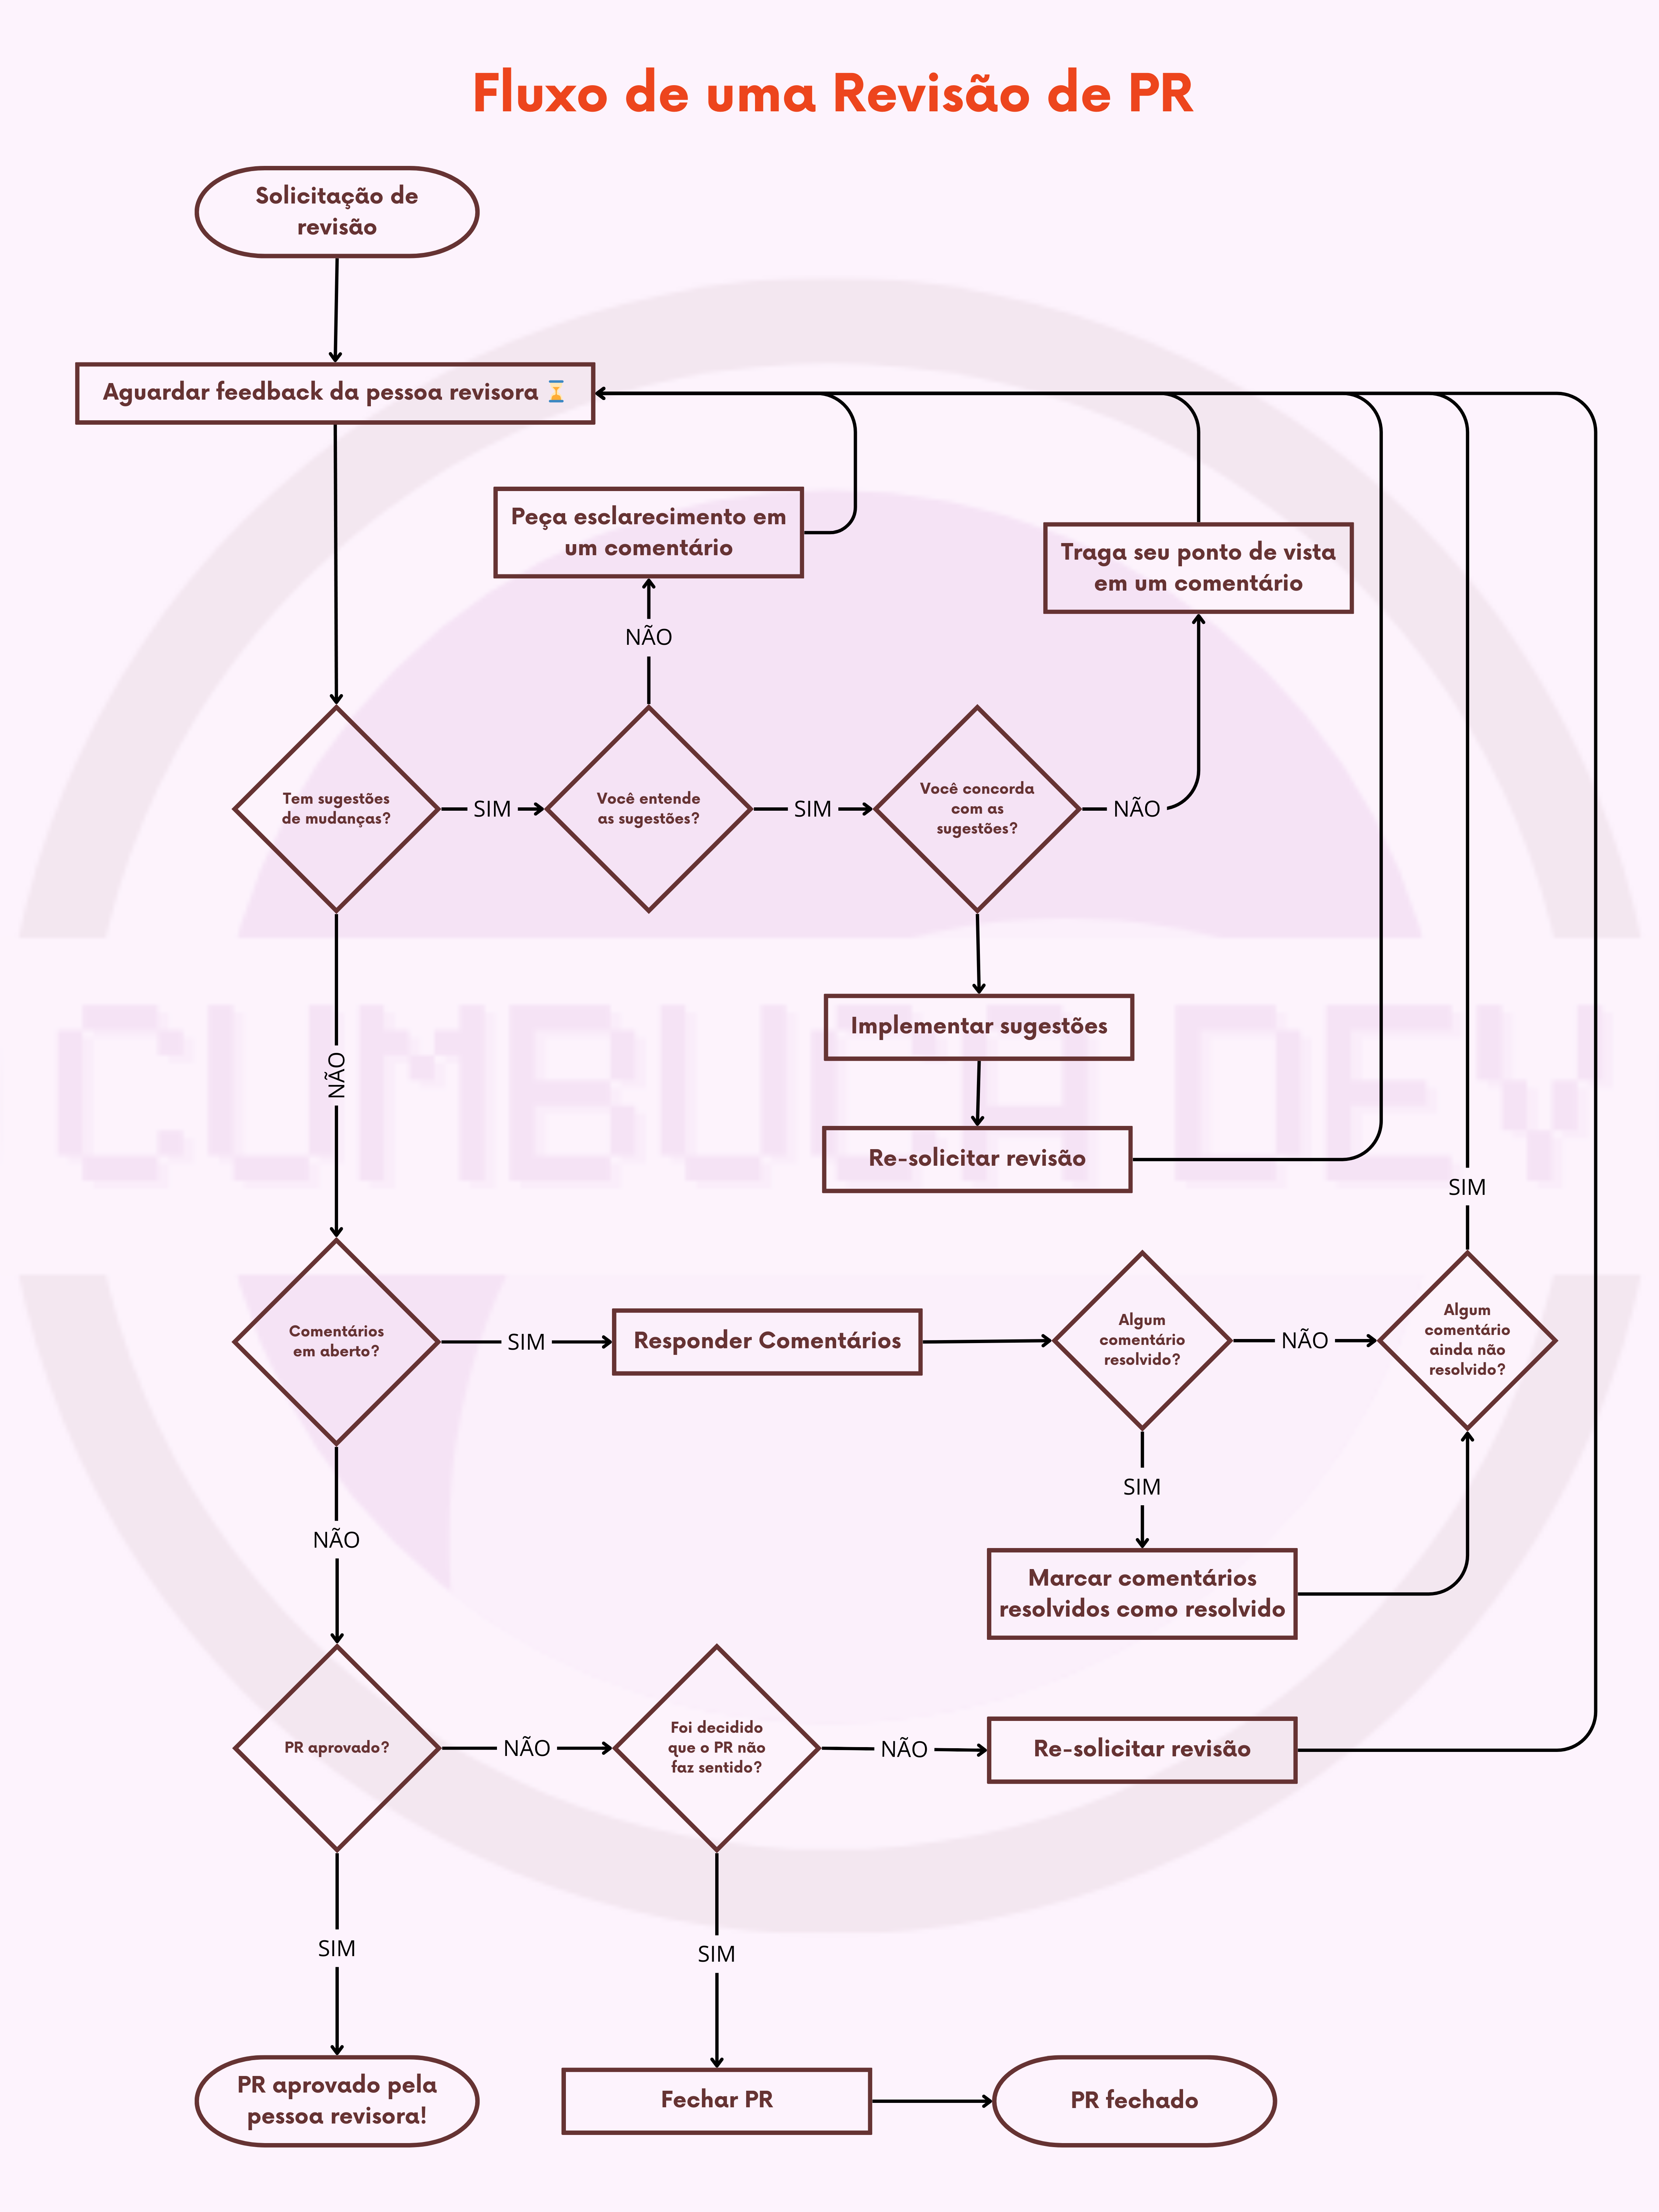 Fluxo de uma Revisão de PR
Solicitação de
revisão
Aguardar feedback da pessoa revisora ⌛
Peça esclarecimento em
um comentário
Traga seu ponto de vista
em um comentário
NÃO
Tem sugestões
de mudanças?
SIM
Você entende
as sugestões?
SIM
Você concorda
com as
sugestões?
NÃO
Implementar sugestões
NÃO
CUMBUCA DEV
Re-solicitar revisão
SIM
Comentários
em aberto?
SIM
Responder Comentários
Algum
comentário
resolvido?
NÃO
Algum
comentário
ainda não
resolvido?
SIM
NÃO
Marcar comentários
resolvidos como resolvido
PR aprovado?
NÃO
Foi decidido
que o PR não
faz sentido?
NÃO
Re-solicitar revisão
SIM
SIM
PR aprovado pela
pessoa revisora!
Fechar PR
PR fechado